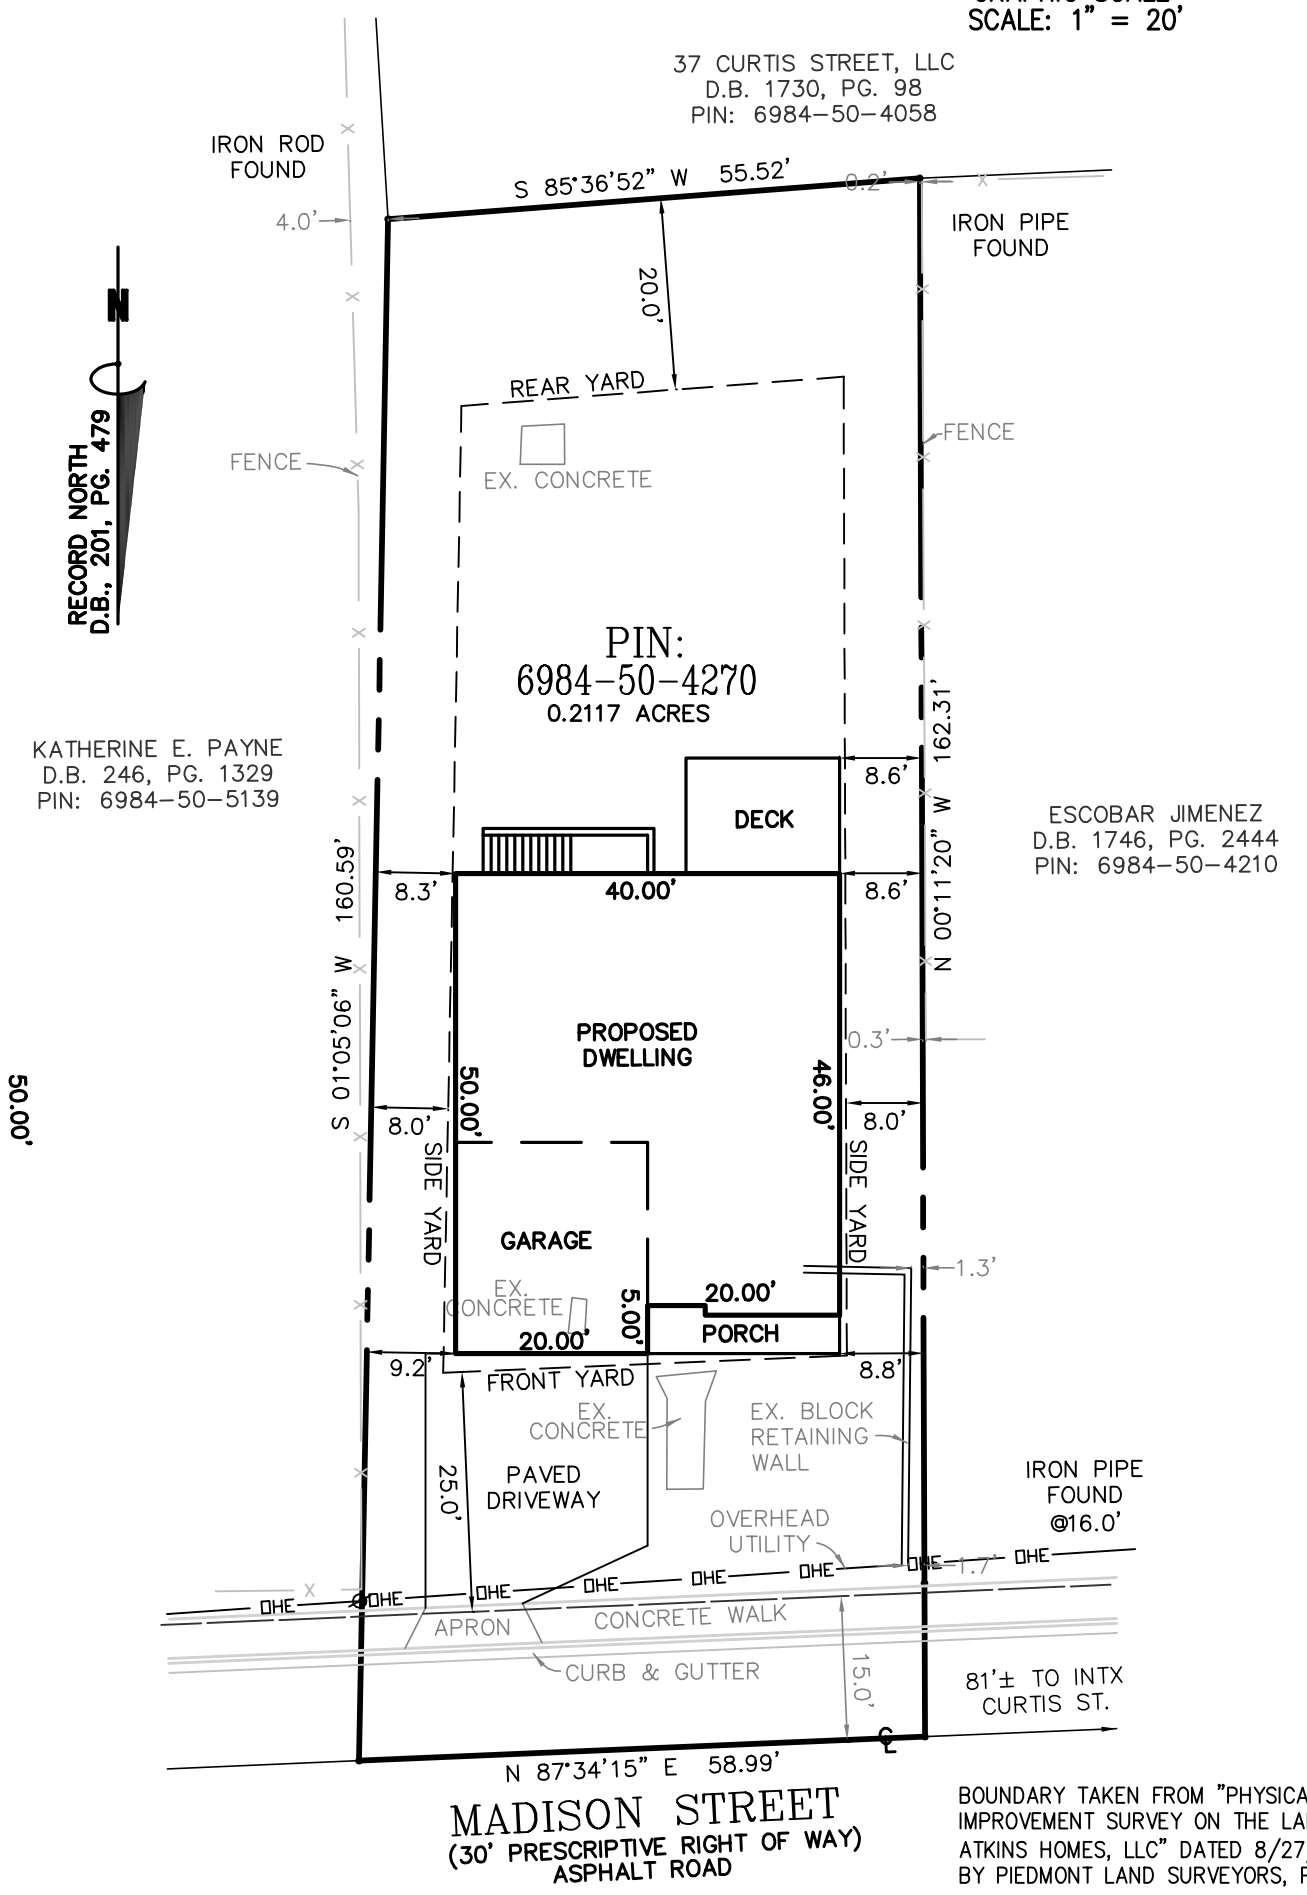 SCALE: 1" = 20'
37 CURTIS STREET, LLC
D.B. 1730, PG. 98
PIN: 6984-50-4058
IRON ROD
FOUND
S 85°36'52" W 55.52'
0.2'
X
4.0'
IRON PIPE
FOUND
20.0'
N
RECORD NORTH
D.B., 201, PG. 479
REAR YARD
EX. CONCRETE
FENCE
FENCE
PIN:
6984-50-4270
0.2117 ACRES
KATHERINE E. PAYNE
D.B. 246, PG. 1329
PIN: 6984-50-5139
ESCOBAR JIMENEZ
D.B. 1746, PG. 2444
PIN: 6984-50-4210
N 00°11'20" W 162.31'
S 01°05'06" W 160.59'
8.6'
DECK
8.3'
40.00'
8.6'
PROPOSED
DWELLING
0.3'
50.00'
50.00'
46.00'
8.0'
8.0'
SIDE YARD
SIDE YARD
GARAGE
1.3'
EX.
CONCRETE
5.00'
20.00'
20.00'
PORCH
9.2'
8.8'
FRONT YARD
EX.
CONCRETE
EX. BLOCK
RETAINING
WALL
25.0'
PAVED
DRIVEWAY
IRON PIPE
FOUND
@16.0'
OVERHEAD
UTILITY
1.7'
X
OHE OHE OHE OHE OHE OHE OHE OHE
APRON
CONCRETE WALK
CURB & GUTTER
15.0'
81'± TO INTX
CURTIS ST.
N 87°34'15" E 58.99'
MADISON STREET
(30' PRESCRIPTIVE RIGHT OF WAY)
ASPHALT ROAD
BOUNDARY TAKEN FROM "PHYSICA
IMPROVEMENT SURVEY ON THE LA
ATKINS HOMES, LLC" DATED 8/27
BY PIEDMONT LAND SURVEYORS, P